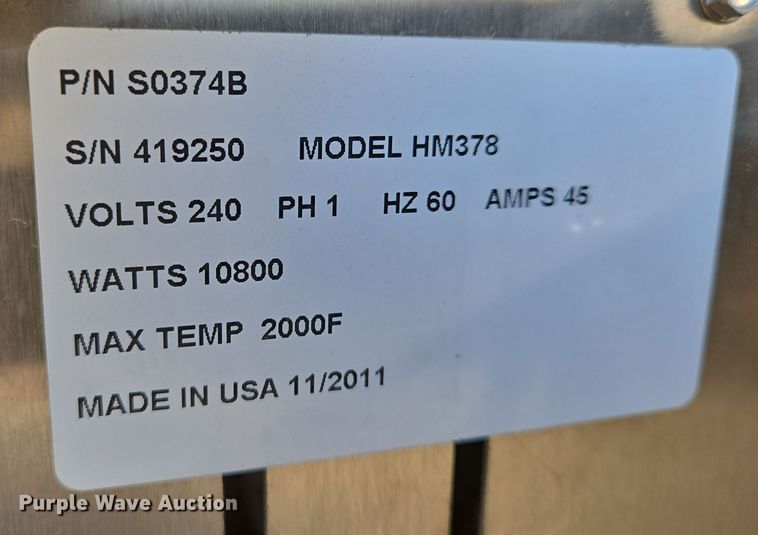 P/N S0374B
S/N 419250 MODEL HM378
VOLTS 240 PH 1 HZ 60 AMPS 45
WATTS 10800
MAX TEMP 2000F
MADE IN USA 11/2011
Purple Wave Auction